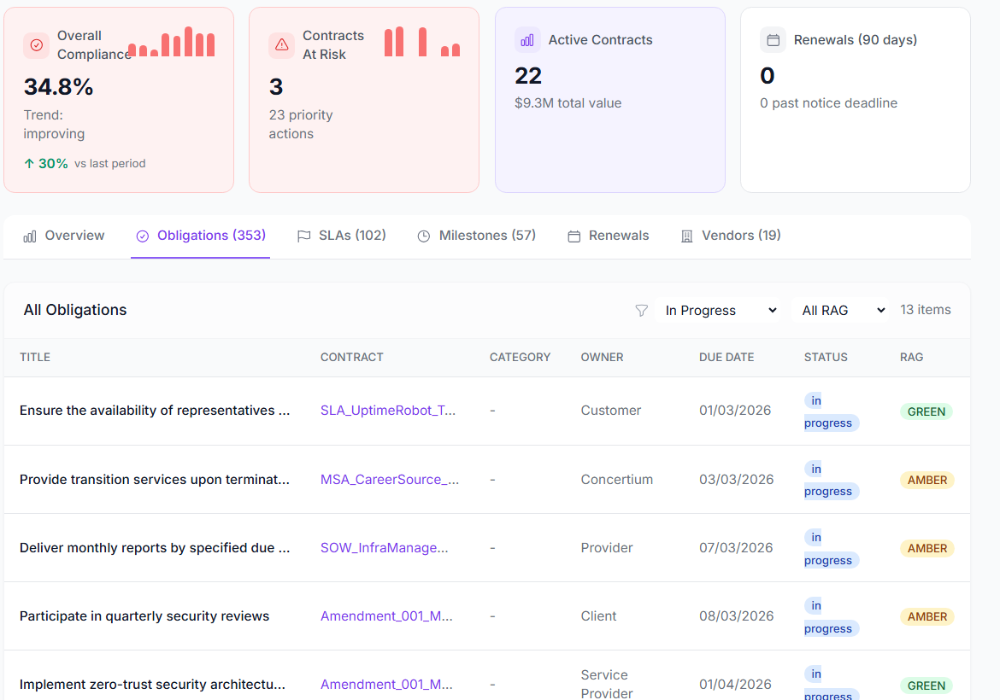 Overall
Compliance
34.8%
Trend:
improving
↑ 30% vs last period
Contracts
At Risk
3
23 priority
actions
Active Contracts
22
$9.3M total value
Renewals (90 days)
0
0 past notice deadline
Overview Obligations (353) SLAs (102) Milestones (57) Renewals Vendors (19)
All Obligations In Progress All RAG 13 items
TITLE CONTRACT CATEGORY OWNER DUE DATE STATUS RAG
Ensure the availability of representatives ... SLA_UptimeRobot_T... - Customer 01/03/2026 in progress GREEN
Provide transition services upon terminat... MSA_CareerSource_... - Concertium 03/03/2026 in progress AMBER
Deliver monthly reports by specified due ... SOW_InfraManage... - Provider 07/03/2026 in progress AMBER
Participate in quarterly security reviews Amendment_001_M... - Client 08/03/2026 in progress AMBER
Implement zero-trust security architectu... Amendment_001_M... - Service Provider 01/04/2026 in progress GREEN